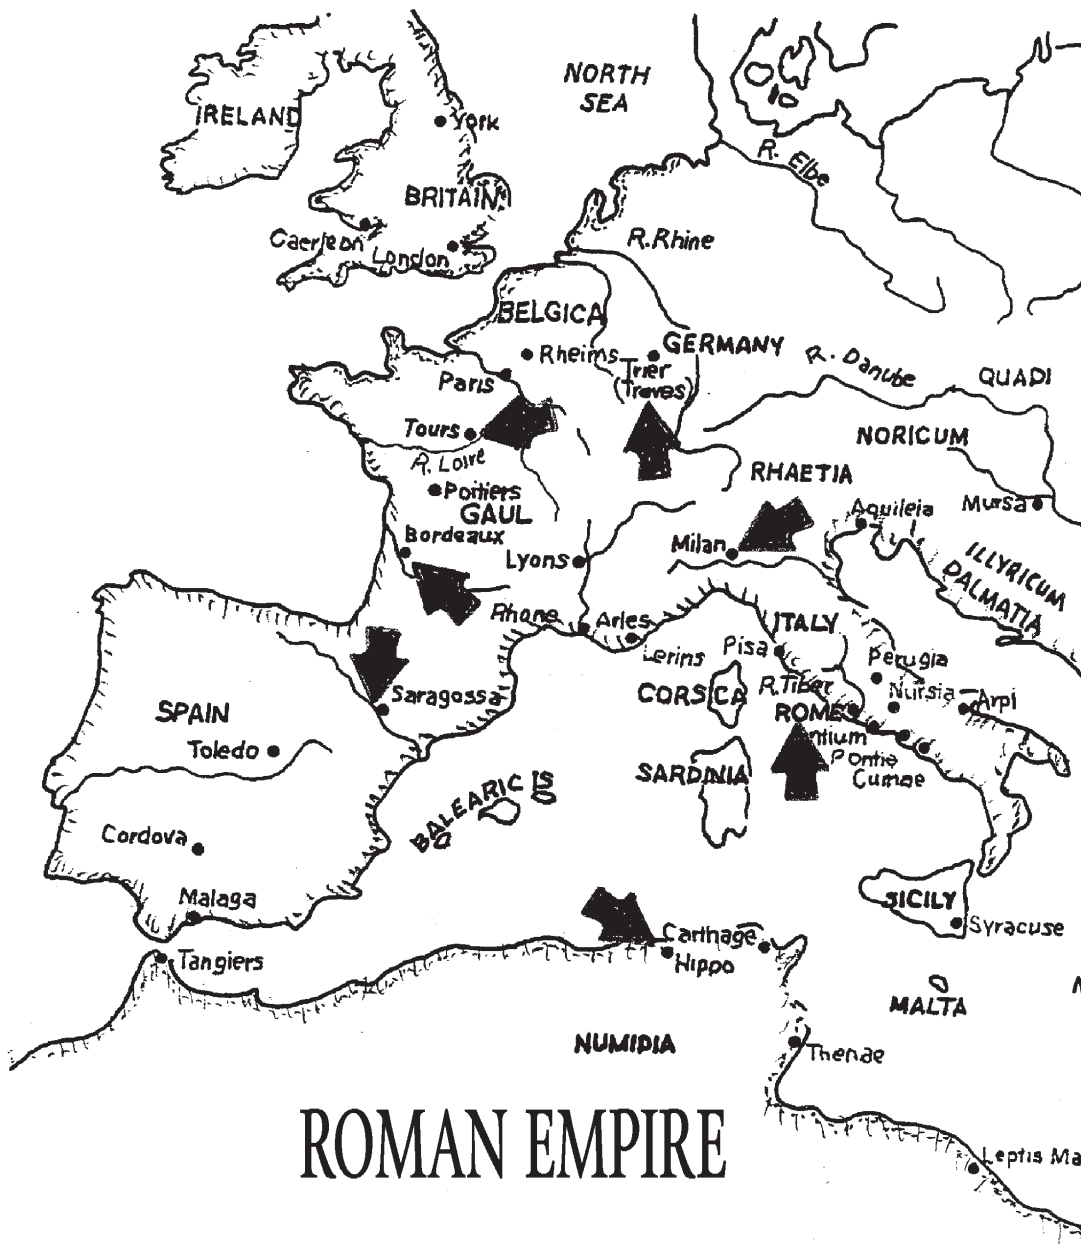 NORTH
SEA
IRELAND
York
R. Elbe
BRITAIN
Caerleon
London
R. Rhine
BELGICA
Rheims
GERMANY
Trier
(Treves)
R. Danube
QUADI
Paris
Tours
R. Loire
NORICUM
RHAETIA
Poitiers
GAUL
Mursa
Aquileia
Bordeaux
Milan
Lyons
ILLYRICUM
DALMATIA
Rhone
Arles
Lerins
ITALY
Pisa
Perugia
CORSICA
R. Tiber
Nursia
Arpi
Saragossa
SPAIN
ROME
ntium
Toledo
SARDINIA
Pontie
Cumae
BALEARIC IS
Cordova
Malaga
SICILY
Syracuse
Carthage
Hippo
Tangiers
MALTA
NUMIDIA
Thenae
ROMAN EMPIRE
Leptis Ma